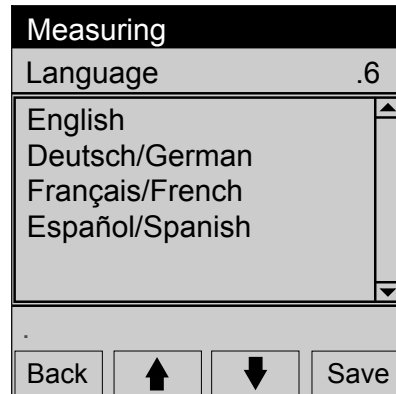 Measuring
Language .6
English
Deutsch/German
Français/French
Español/Spanish
.
Back Save